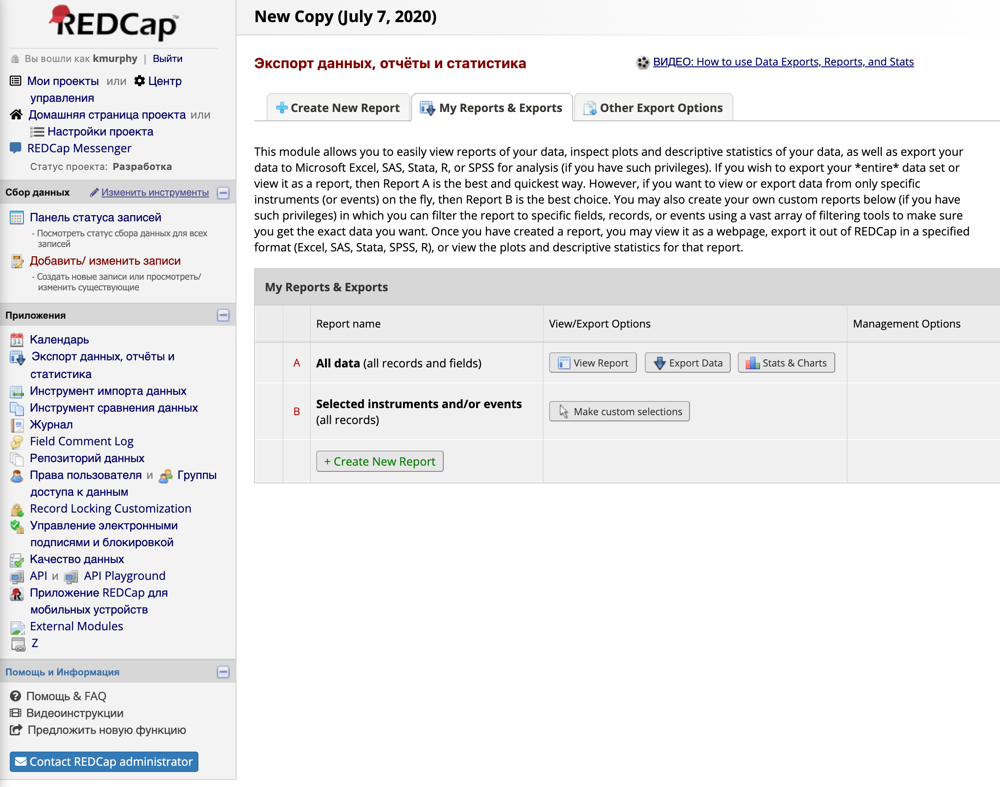 REDCap™
Вы вошли как kmurphy | Выйти
Мои проекты или Центр
управления
Домашняя страница проекта или
Настройки проекта
REDCap Messenger
Статус проекта: Разработка
Сбор данных Изменить инструменты
Панель статуса записей
- Посмотреть статус сбора данных для всех
записей
Добавить/ изменить записи
- Создать новые записи или просмотреть/
изменить существующие
Приложения
Календарь
Экспорт данных, отчёты и
статистика
Инструмент импорта данных
Инструмент сравнения данных
Журнал
Field Comment Log
Репозиторий данных
Права пользователя и Группы
доступа к данным
Record Locking Customization
Управление электронными
подписями и блокировкой
Качество данных
API и API Playground
Приложение REDCap для
мобильных устройств
External Modules
Z
Помощь и Информация
Помощь & FAQ
Видеоинструкции
Предложить новую функцию
Contact REDCap administrator
New Copy (July 7, 2020)
Экспорт данных, отчёты и статистика
ВИДЕО: How to use Data Exports, Reports, and Stats
Create New Report My Reports & Exports Other Export Options
This module allows you to easily view reports of your data, inspect plots and descriptive statistics of your data, as well as export your
data to Microsoft Excel, SAS, Stata, R, or SPSS for analysis (if you have such privileges). If you wish to export your *entire* data set or
view it as a report, then Report A is the best and quickest way. However, if you want to view or export data from only specific
instruments (or events) on the fly, then Report B is the best choice. You may also create your own custom reports below (if you have
such privileges) in which you can filter the report to specific fields, records, or events using a vast array of filtering tools to make sure
you get the exact data you want. Once you have created a report, you may view it as a webpage, export it out of REDCap in a specified
format (Excel, SAS, Stata, SPSS, R), or view the plots and descriptive statistics for that report.
My Reports & Exports
Report name View/Export Options Management Options
A All data (all records and fields) View Report Export Data Stats & Charts
B Selected instruments and/or events
(all records) Make custom selections
+ Create New Report